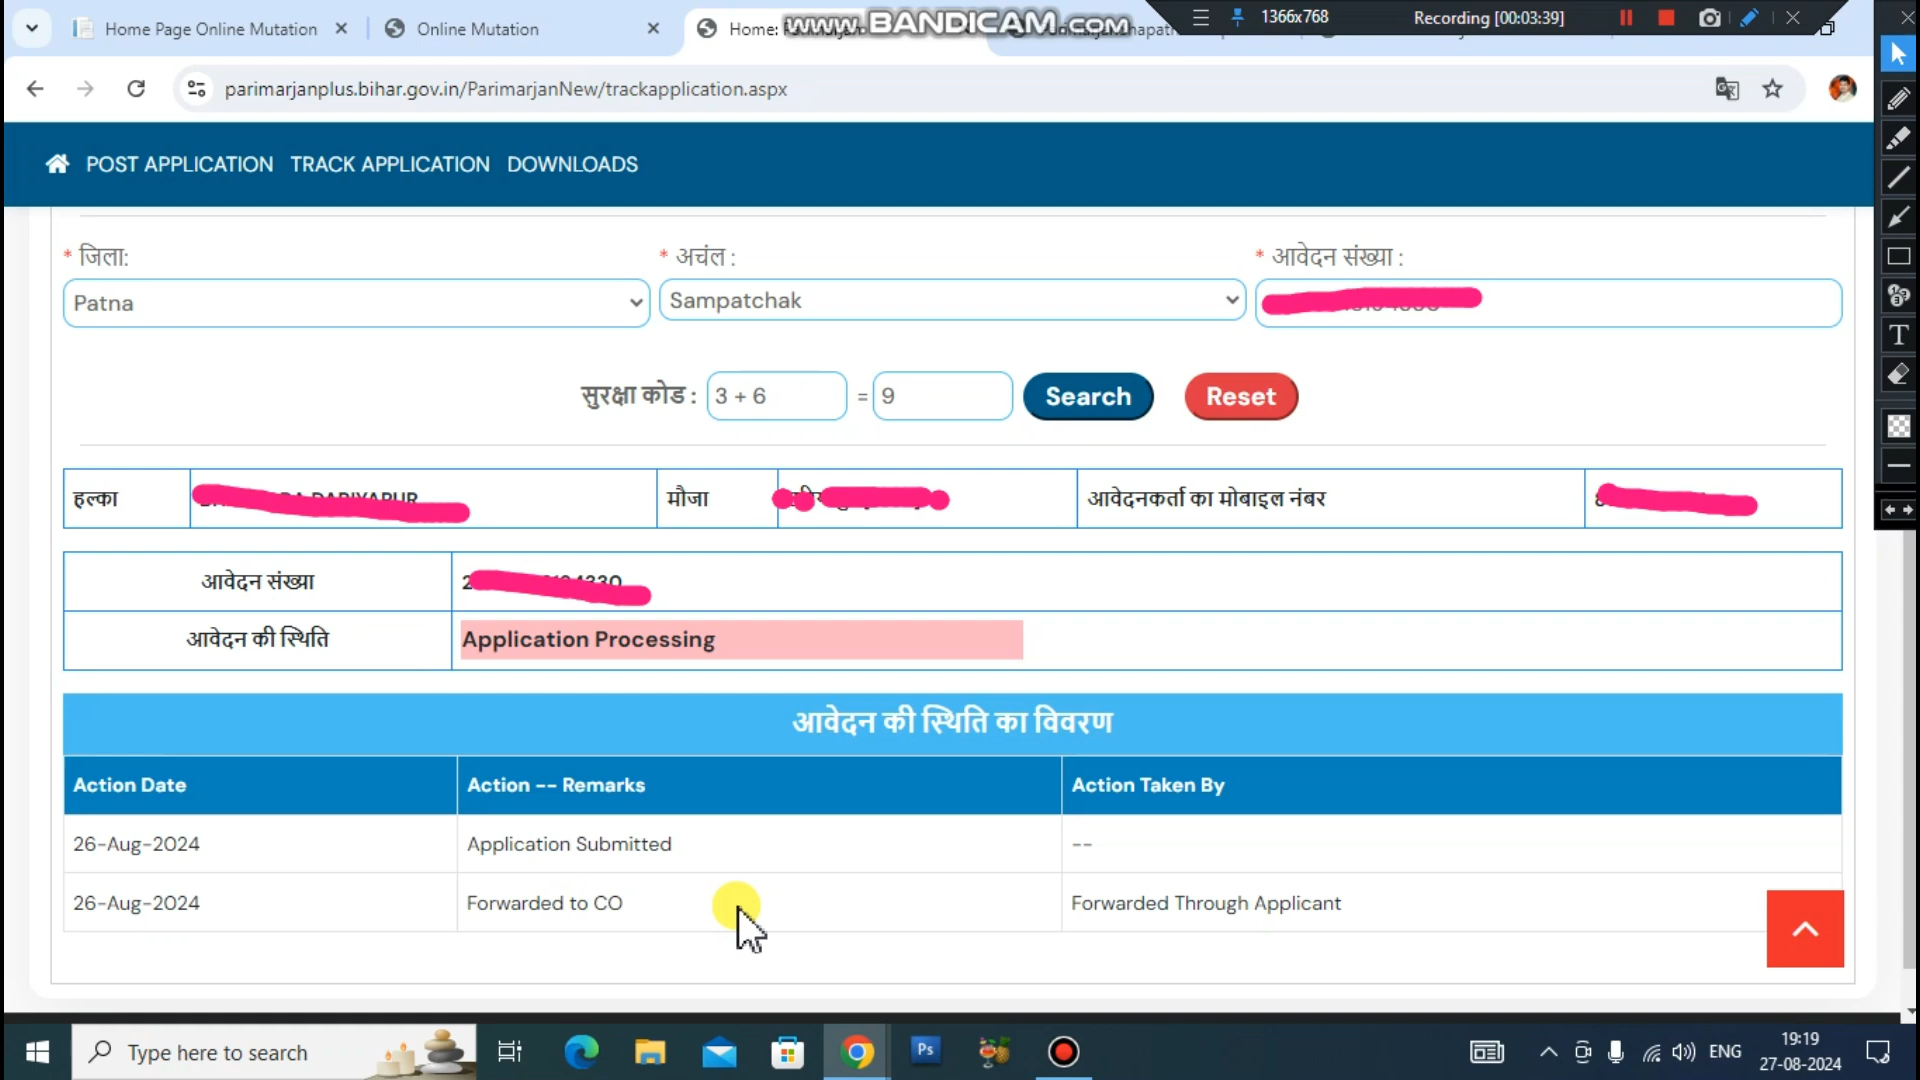 Home Page Online Mutation
Online Mutation
Home:
WWW.BANDICAM.COM
1366x768
Recording [00:03:39]
parimarjanplus.bihar.gov.in/ParimarjanNew/trackapplication.aspx
POST APPLICATION TRACK APPLICATION DOWNLOADS
* जिला:
* अचंल :
* आवेदन संख्या :
Patna
Sampatchak
सुरक्षा कोड : 3 + 6 = 9 Search Reset
हल्का
मौजा
आवेदनकर्ता का मोबाइल नंबर
आवेदन संख्या
आवेदन की स्थिति Application Processing
आवेदन की स्थिति का विवरण
Action Date Action -- Remarks Action Taken By
26-Aug-2024 Application Submitted --
26-Aug-2024 Forwarded to CO Forwarded Through Applicant
Type here to search
Ps
ENG
19:19
27-08-2024